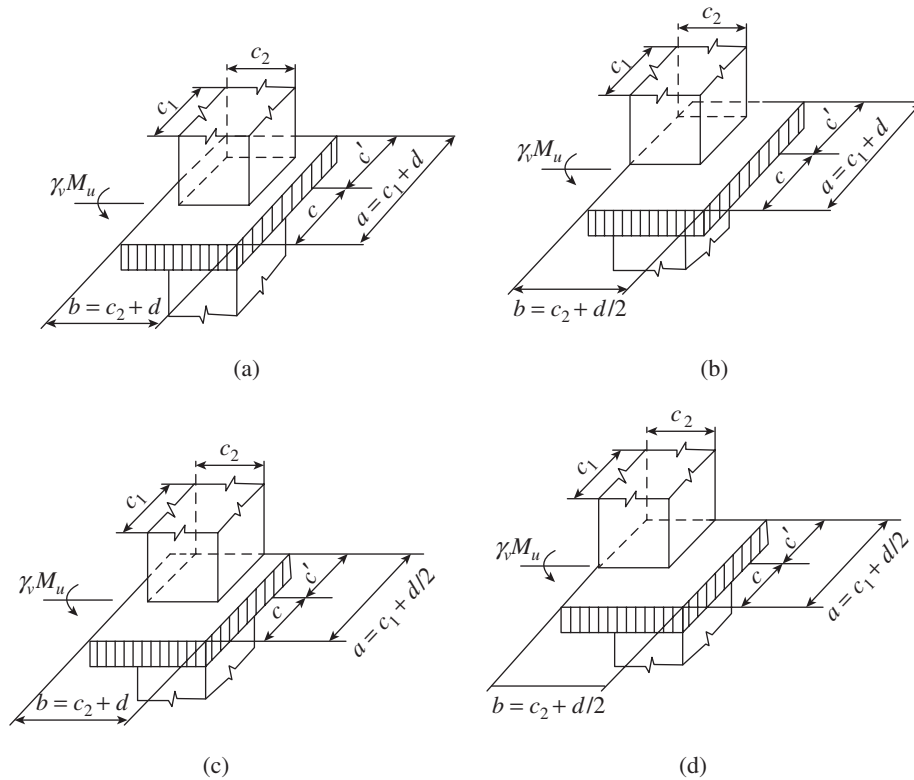 c₂
c₁
γᵥMᵤ
c
c′
a = c₁ + d
b = c₂ + d
(a)
c₂
c₁
γᵥMᵤ
c
c′
a = c₁ + d
b = c₂ + d/2
(b)
c₂
c₁
γᵥMᵤ
c
c′
a = c₁ + d/2
b = c₂ + d
(c)
c₂
c₁
γᵥMᵤ
c
c′
a = c₁ + d/2
b = c₂ + d/2
(d)